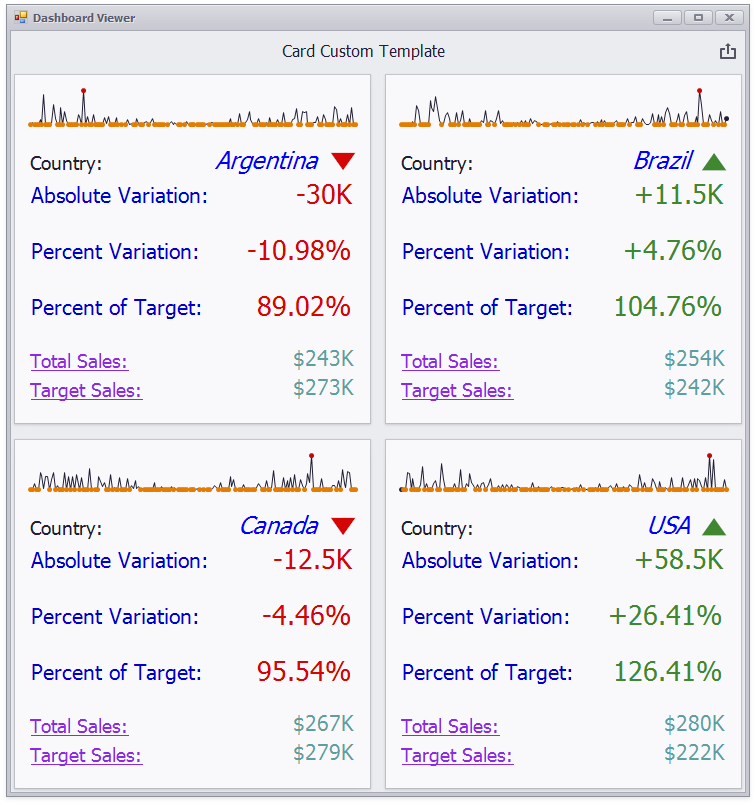 Dashboard Viewer
Card Custom Template
Country: Argentina
Absolute Variation: -30K
Percent Variation: -10.98%
Percent of Target: 89.02%
Total Sales: $243K
Target Sales: $273K
Country: Brazil
Absolute Variation: +11.5K
Percent Variation: +4.76%
Percent of Target: 104.76%
Total Sales: $254K
Target Sales: $242K
Country: Canada
Absolute Variation: -12.5K
Percent Variation: -4.46%
Percent of Target: 95.54%
Total Sales: $267K
Target Sales: $279K
Country: USA
Absolute Variation: +58.5K
Percent Variation: +26.41%
Percent of Target: 126.41%
Total Sales: $280K
Target Sales: $222K